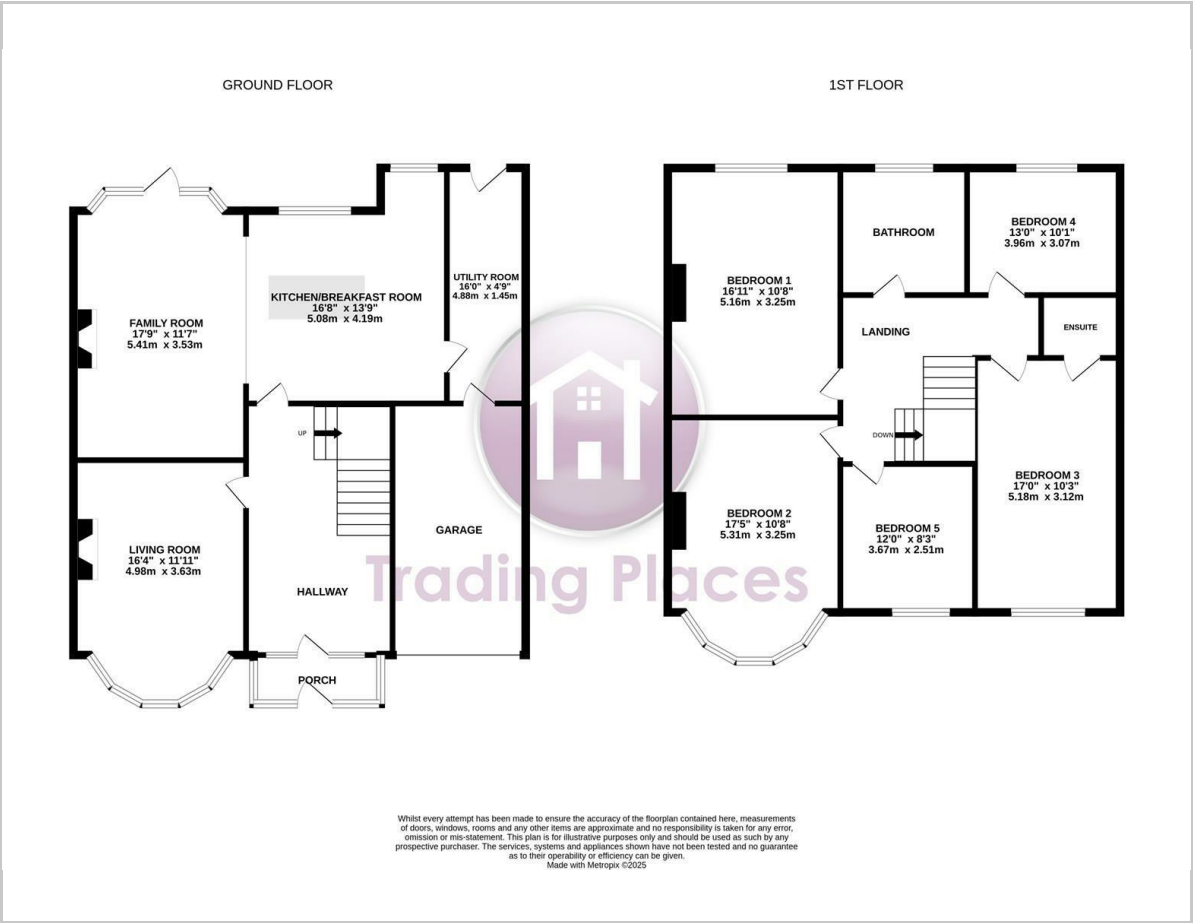 GROUND FLOOR
1ST FLOOR
FAMILY ROOM
17'9" x 11'7"
5.41m x 3.53m
KITCHEN/BREAKFAST ROOM
16'8" x 13'9"
5.08m x 4.19m
UTILITY ROOM
16'0" x 4'9"
4.88m x 1.45m
UP
LIVING ROOM
16'4" x 11'11"
4.98m x 3.63m
HALLWAY
GARAGE
PORCH
BEDROOM 1
16'11" x 10'8"
5.16m x 3.25m
BATHROOM
BEDROOM 4
13'0" x 10'1"
3.96m x 3.07m
LANDING
ENSUITE
DOWN
BEDROOM 2
17'5" x 10'8"
5.31m x 3.25m
BEDROOM 5
12'0" x 8'3"
3.67m x 2.51m
BEDROOM 3
17'0" x 10'3"
5.18m x 3.12m
Trading Places
Whilst every attempt has been made to ensure the accuracy of the floorplan contained here, measurements
of doors, windows, rooms and any other items are approximate and no responsibility is taken for any error,
omission or mis-statement. This plan is for illustrative purposes only and should be used as such by any
prospective purchaser. The services, systems and appliances shown have not been tested and no guarantee
as to their operability or efficiency can be given.
Made with Metropix ©2025